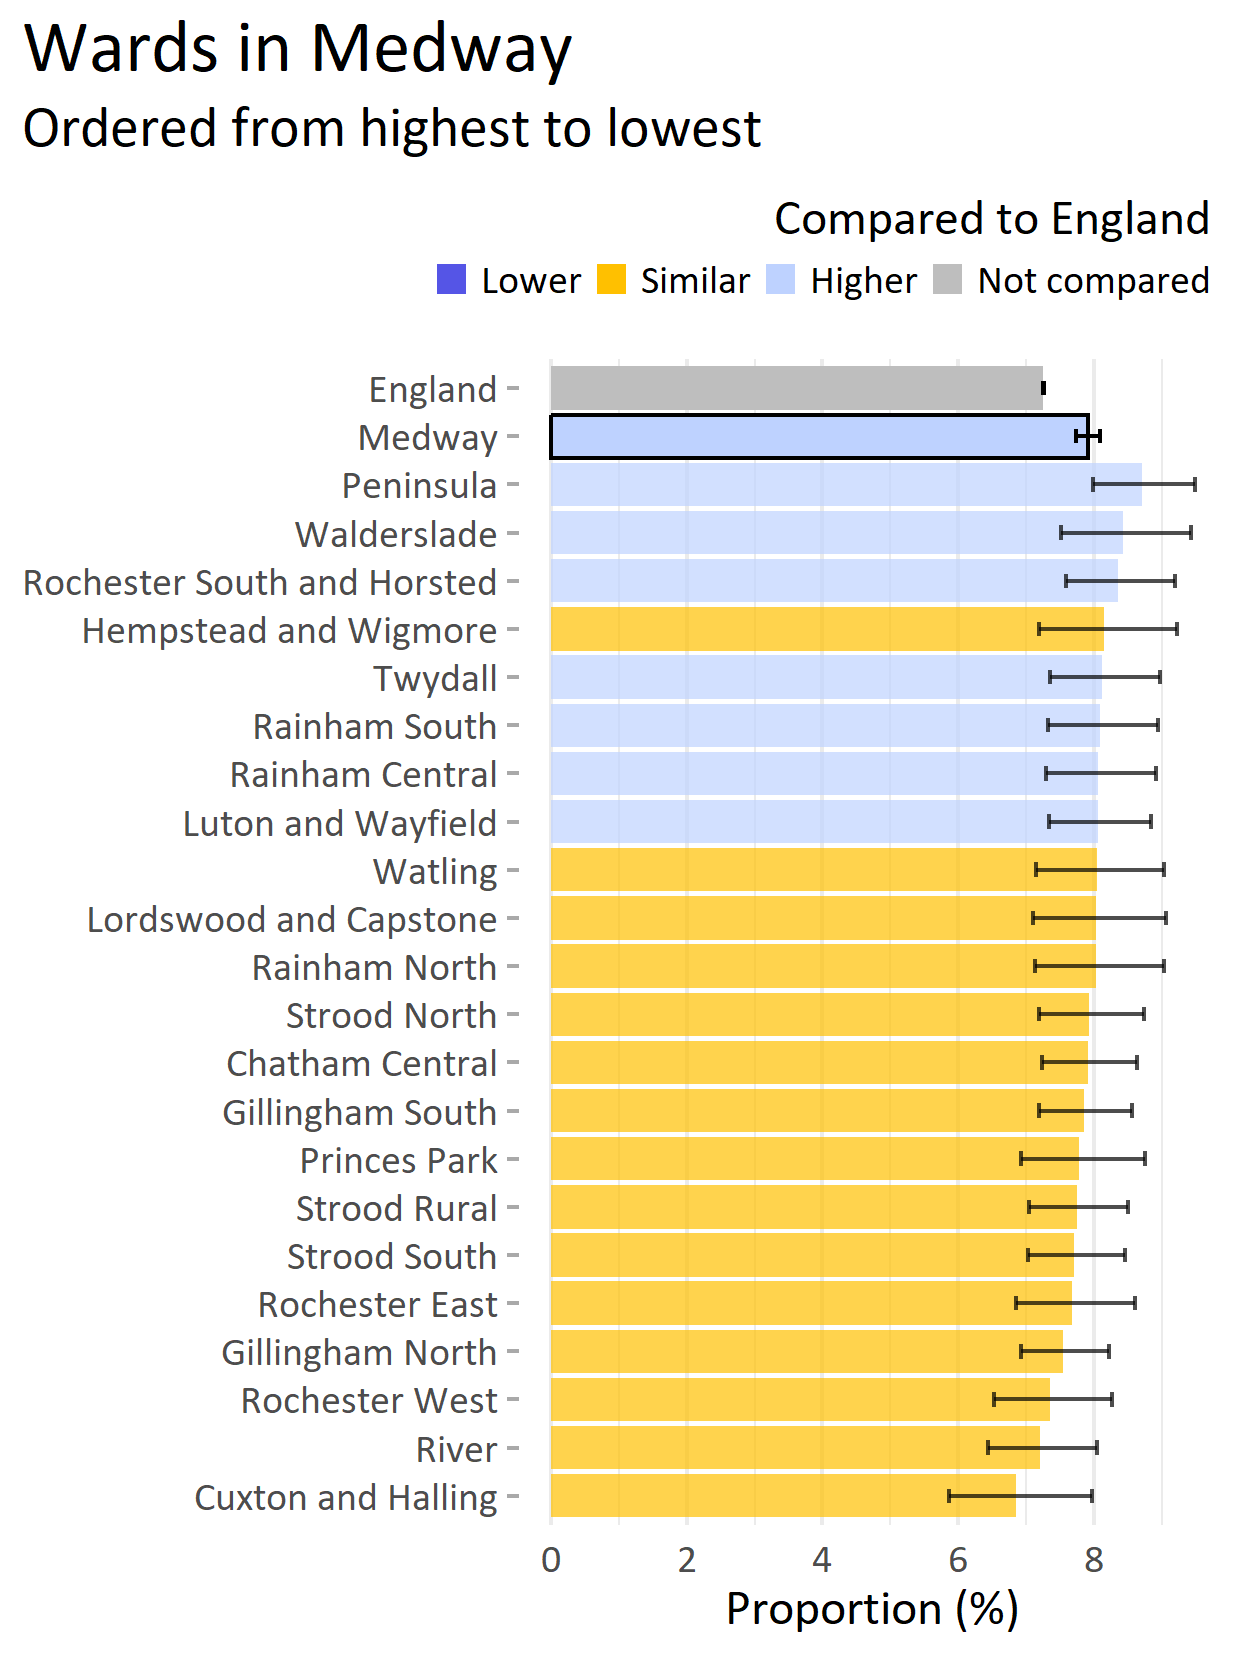 Wards in Medway
Ordered from highest to lowest
Compared to England
Lower Similar Higher Not compared
England
Medway
Peninsula
Walderslade
Rochester South and Horsted
Hempstead and Wigmore
Twydall
Rainham South
Rainham Central
Luton and Wayfield
Watling
Lordswood and Capstone
Rainham North
Strood North
Chatham Central
Gillingham South
Princes Park
Strood Rural
Strood South
Rochester East
Gillingham North
Rochester West
River
Cuxton and Halling
0 2 4 6 8
Proportion (%)